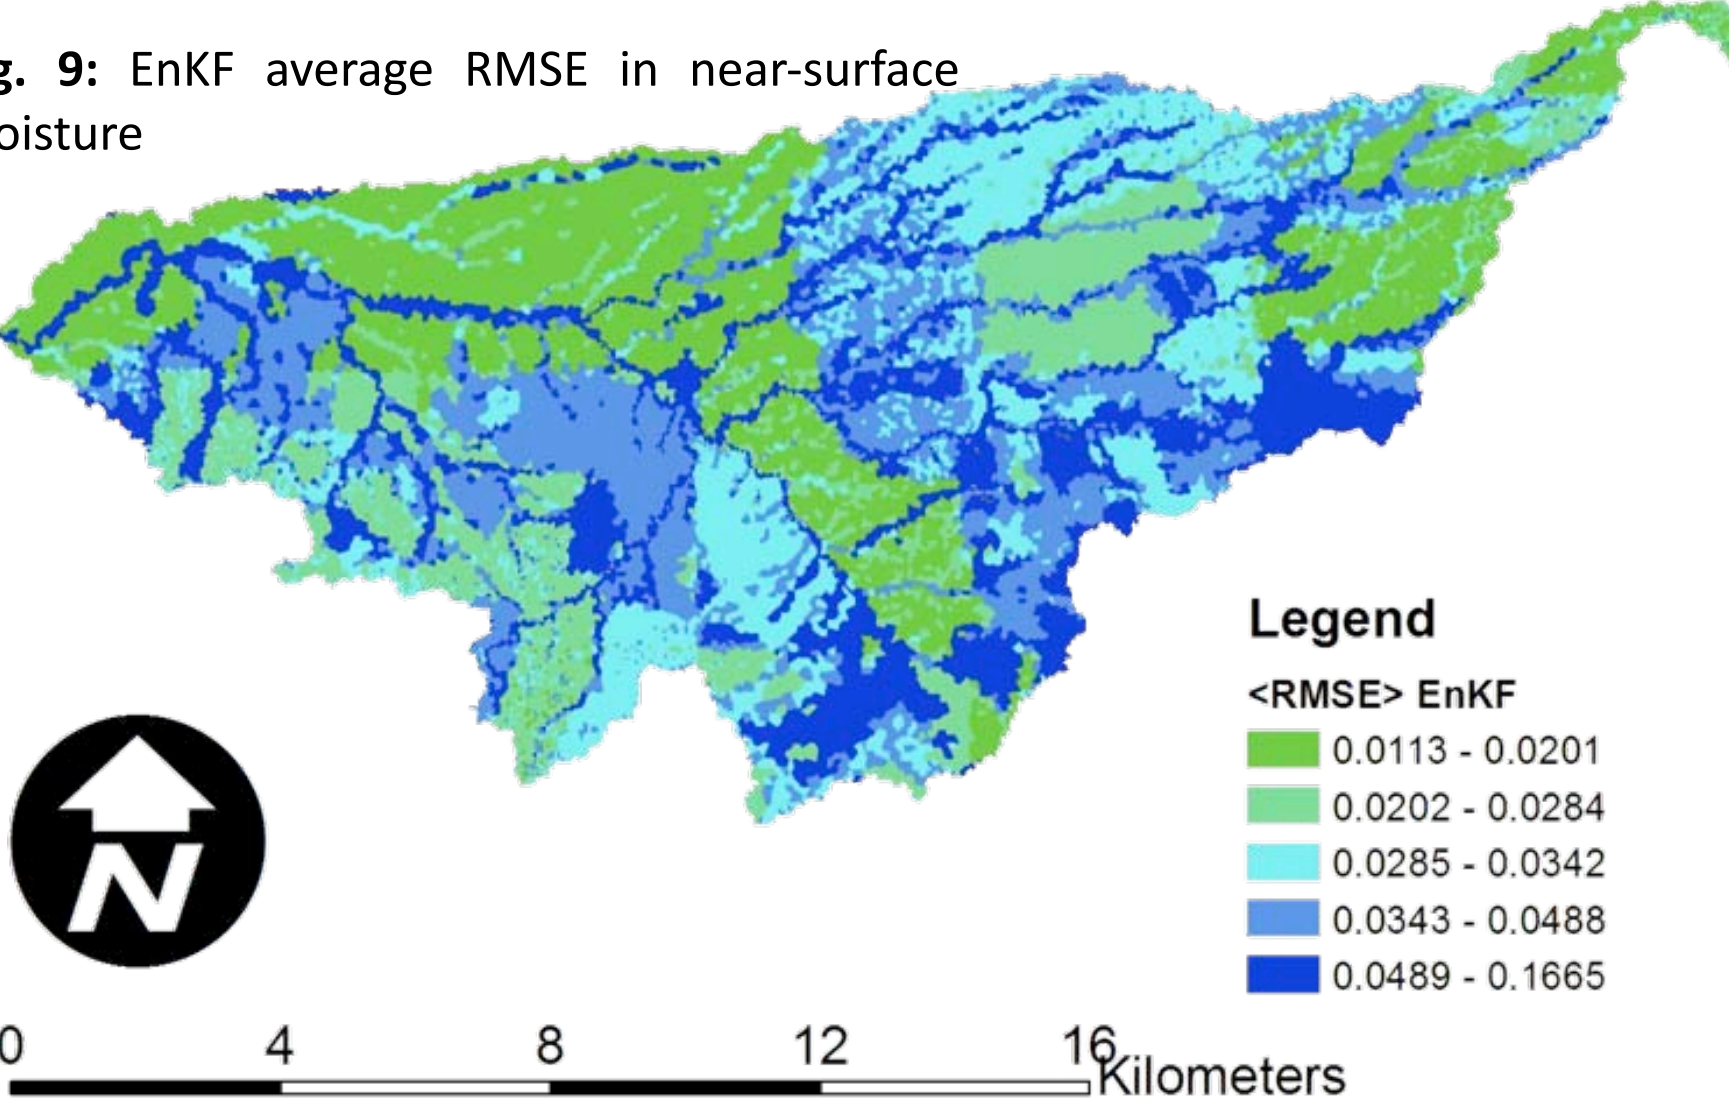 g. 9: EnKF average RMSE in near-surface
oisture
Legend
<RMSE> EnKF
0.0113 - 0.0201
0.0202 - 0.0284
0.0285 - 0.0342
0.0343 - 0.0488
0.0489 - 0.1665
N
0 4 8 12 16
Kilometers